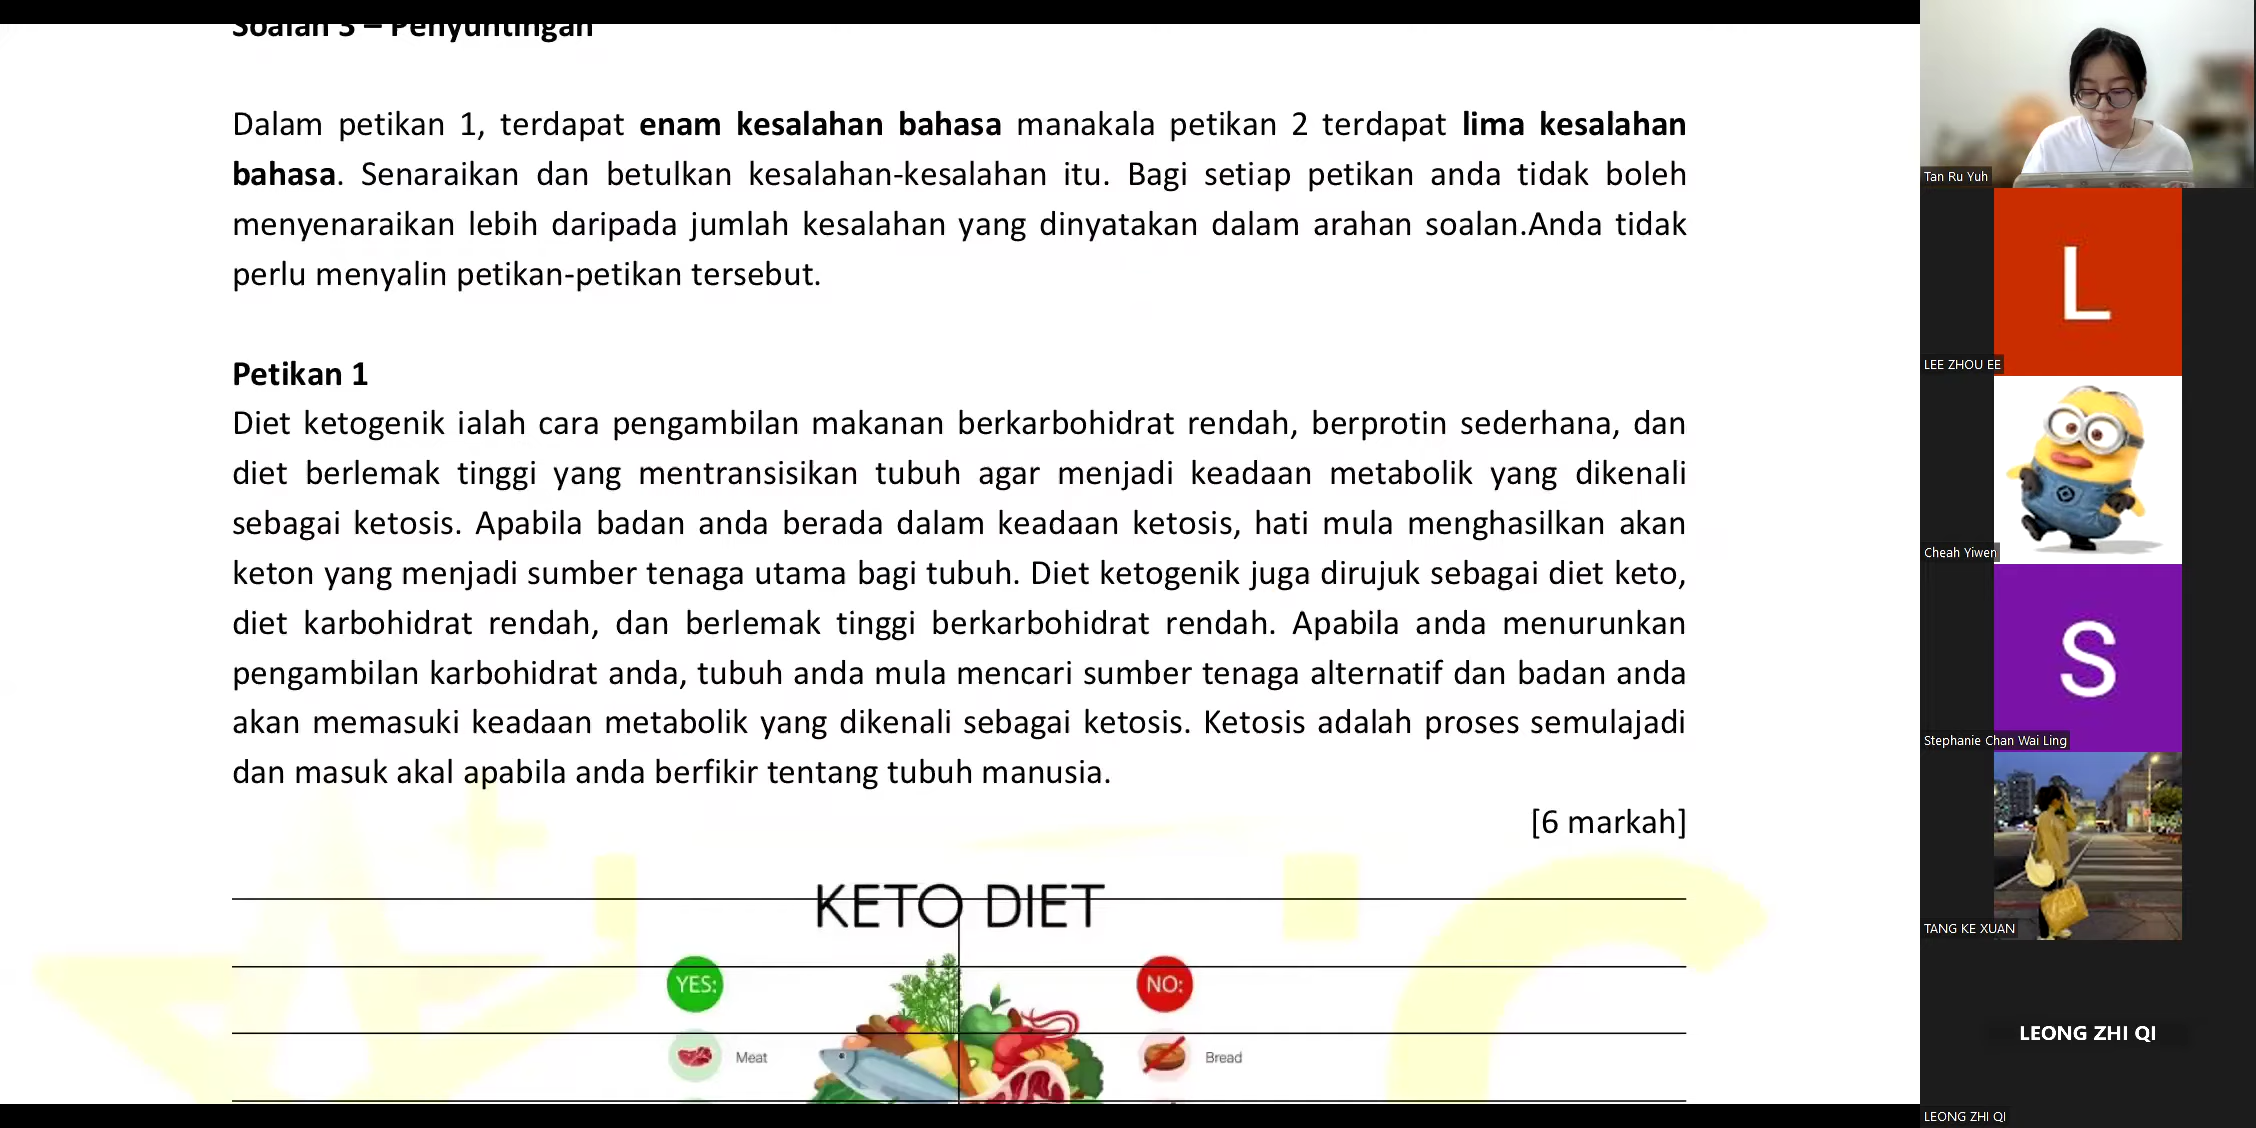 Soalan 3 – Penyuntingan
Dalam petikan 1, terdapat enam kesalahan bahasa manakala petikan 2 terdapat lima kesalahan
bahasa. Senaraikan dan betulkan kesalahan-kesalahan itu. Bagi setiap petikan anda tidak boleh
menyenaraikan lebih daripada jumlah kesalahan yang dinyatakan dalam arahan soalan.Anda tidak
perlu menyalin petikan-petikan tersebut.
Petikan 1
Diet ketogenik ialah cara pengambilan makanan berkarbohidrat rendah, berprotin sederhana, dan
diet berlemak tinggi yang mentransisikan tubuh agar menjadi keadaan metabolik yang dikenali
sebagai ketosis. Apabila badan anda berada dalam keadaan ketosis, hati mula menghasilkan akan
keton yang menjadi sumber tenaga utama bagi tubuh. Diet ketogenik juga dirujuk sebagai diet keto,
diet karbohidrat rendah, dan berlemak tinggi berkarbohidrat rendah. Apabila anda menurunkan
pengambilan karbohidrat anda, tubuh anda mula mencari sumber tenaga alternatif dan badan anda
akan memasuki keadaan metabolik yang dikenali sebagai ketosis. Ketosis adalah proses semulajadi
dan masuk akal apabila anda berfikir tentang tubuh manusia.
[6 markah]
KETO DIET
YES:
NO:
Meat
Bread
Tan Ru Yuh
L
LEE ZHOU EE
Cheah Yiwen
S
Stephanie Chan Wai Ling
TANG KE XUAN
LEONG ZHI QI
LEONG ZHI QI